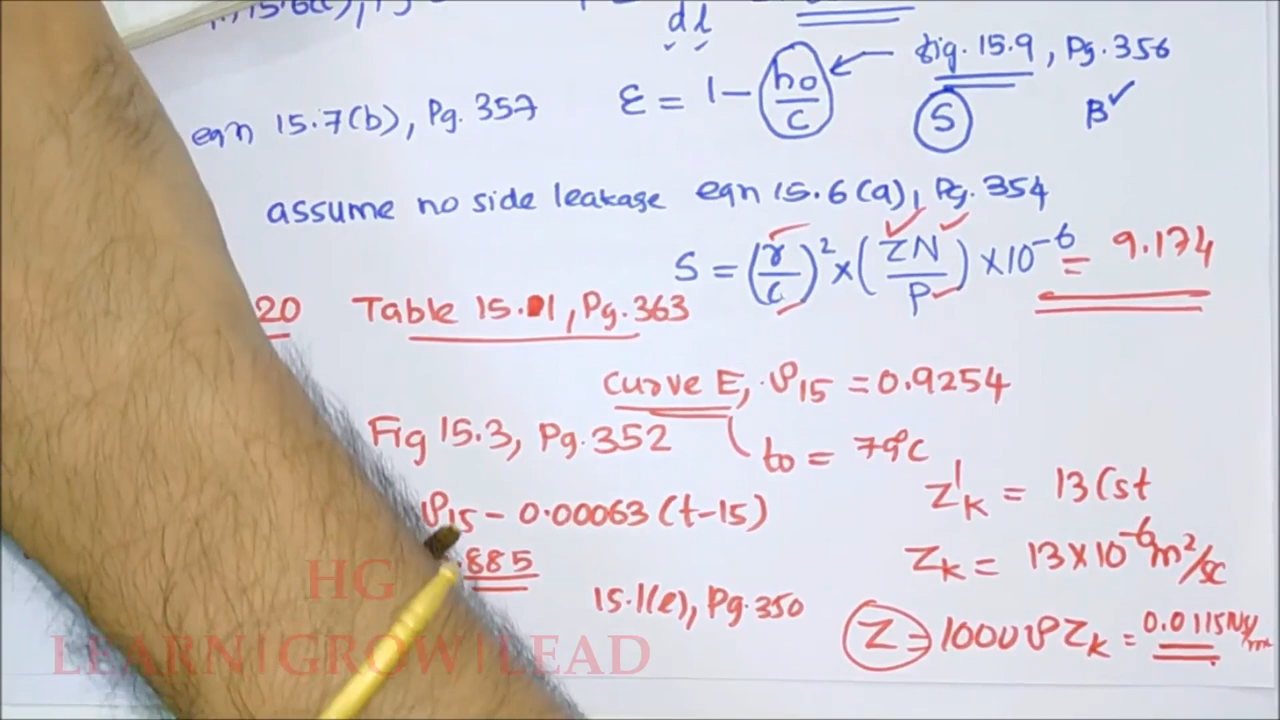 dl
ε = 1 - ho/c ← fig. 15.9, Pg. 356
eqn 15.7(b), Pg. 357
S B✓
assume no side leakage eqn 15.6(a), Pg. 354
S = (r/c)² × (ZN/P) × 10⁻⁶ = 9.174
20 Table 15.1, Pg. 363
Curve E, ℘15 = 0.9254
Fig 15.3, Pg. 352
to = 79°C
Z'k = 13 Cst
℘15 - 0.00063 (t-15)
Zk = 13×10⁻⁶ m²/sc
.885
15.1(e), Pg. 350
Z = 1000 ℘ Zk = 0.0115
HG
LEARN|GROW|LEAD